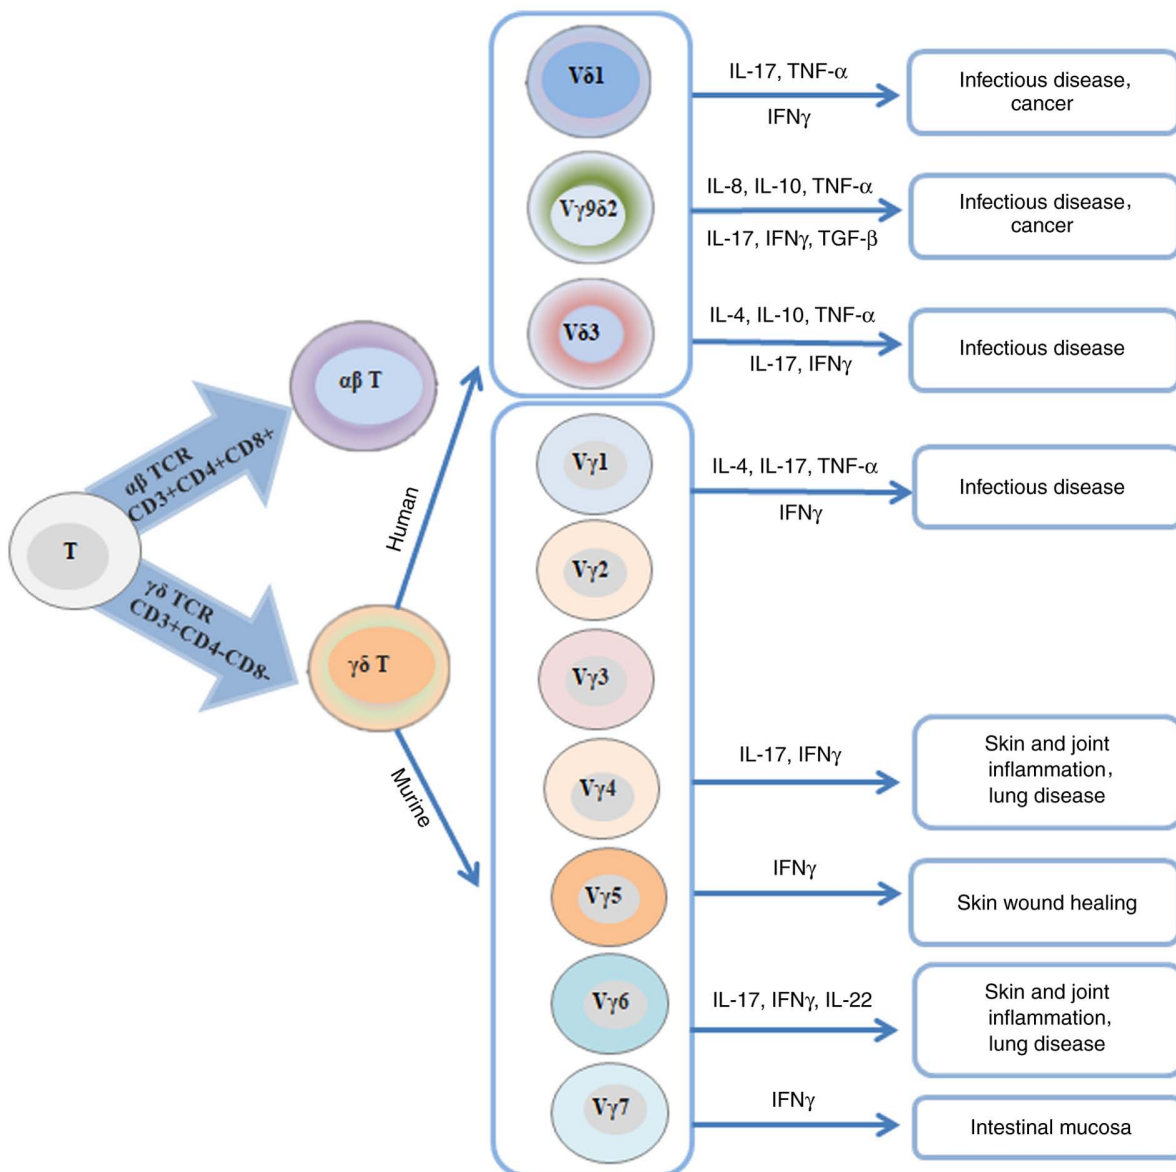 T
αβ TCR
CD3+CD4+CD8+
γδ TCR
CD3+CD4-CD8-
αβ T
γδ T
Human
Murine
Vδ1
IL-17, TNF-α
IFNγ
Infectious disease,
cancer
Vγ9δ2
IL-8, IL-10, TNF-α
IL-17, IFNγ, TGF-β
Infectious disease,
cancer
Vδ3
IL-4, IL-10, TNF-α
IL-17, IFNγ
Infectious disease
Vγ1
IL-4, IL-17, TNF-α
IFNγ
Infectious disease
Vγ2
Vγ3
Vγ4
IL-17, IFNγ
Skin and joint
inflammation,
lung disease
Vγ5
IFNγ
Skin wound healing
Vγ6
IL-17, IFNγ, IL-22
Skin and joint
inflammation,
lung disease
Vγ7
IFNγ
Intestinal mucosa